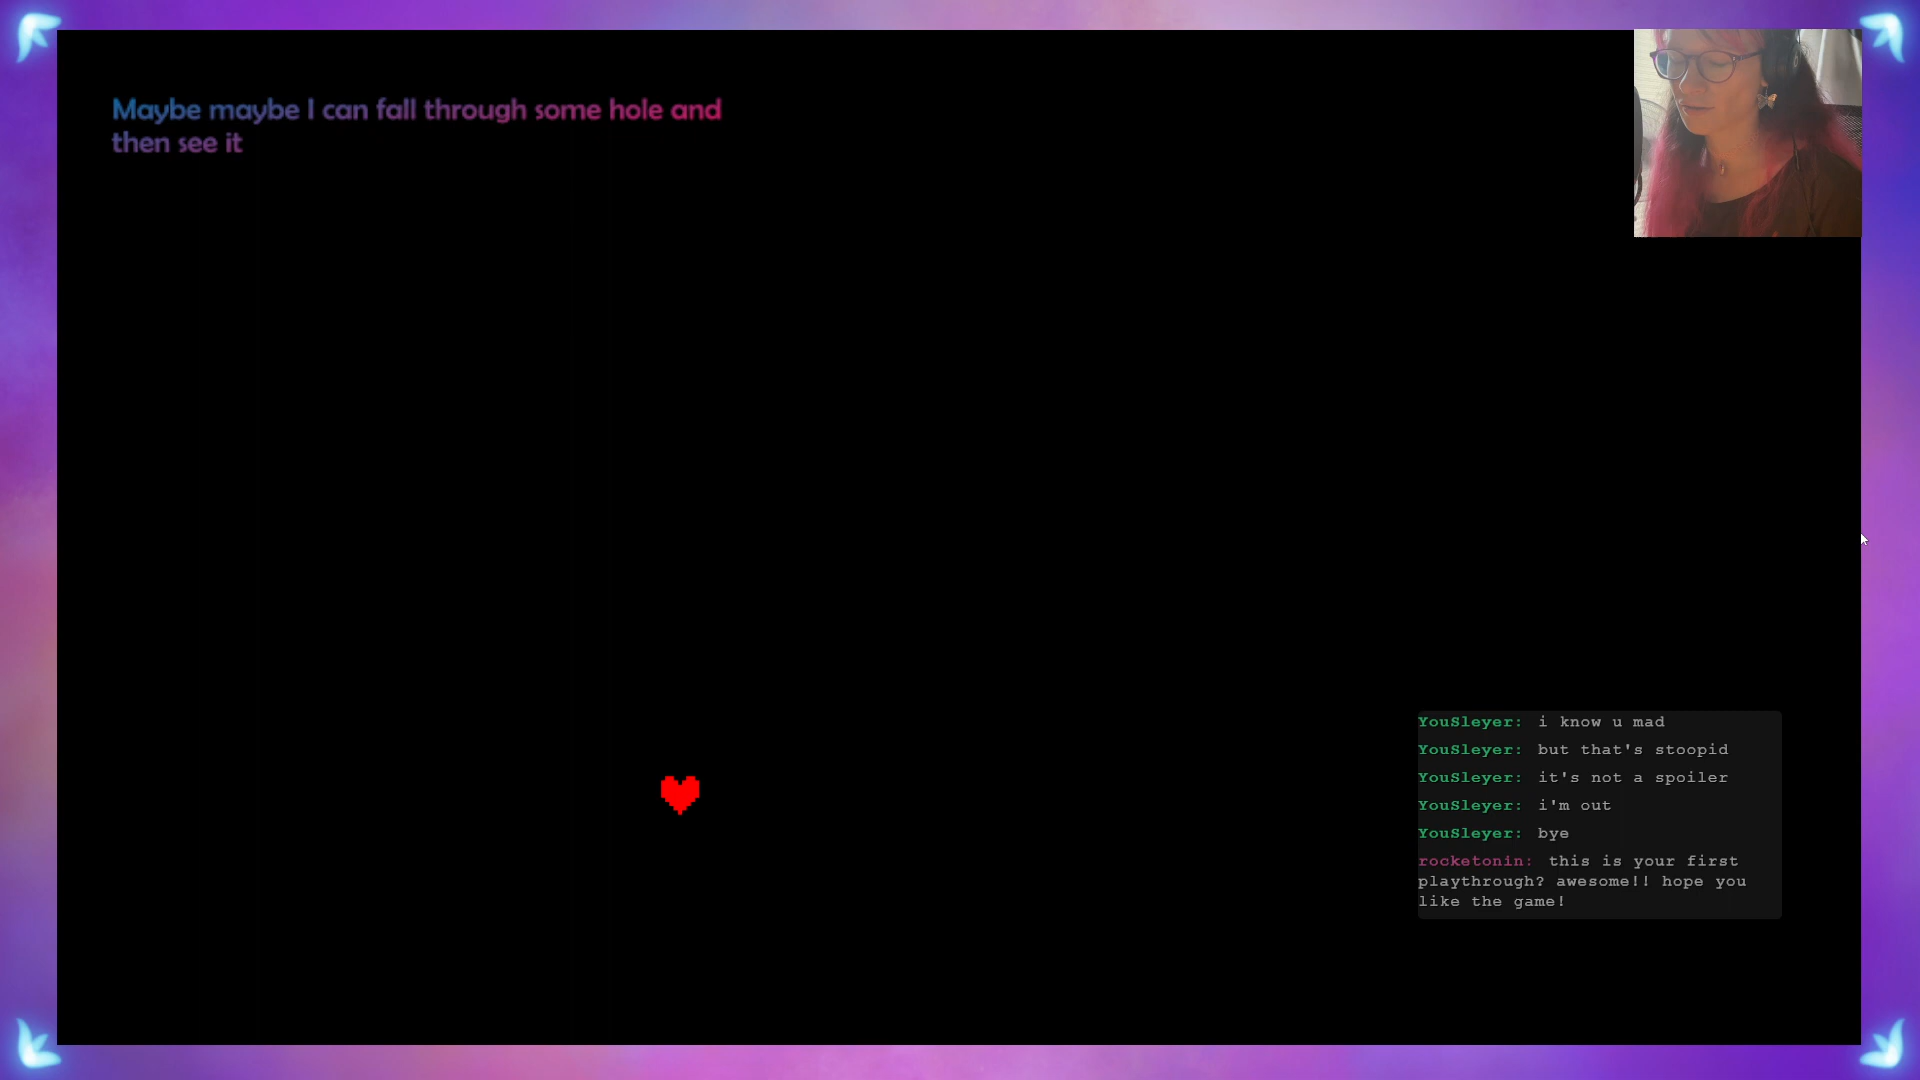 Maybe maybe I can fall through some hole and
then see it
YouSleyer: i know u mad
YouSleyer: but that's stoopid
YouSleyer: it's not a spoiler
YouSleyer: i'm out
YouSleyer: bye
rocketonin: this is your first
playthrough? awesome!! hope you
like the game!